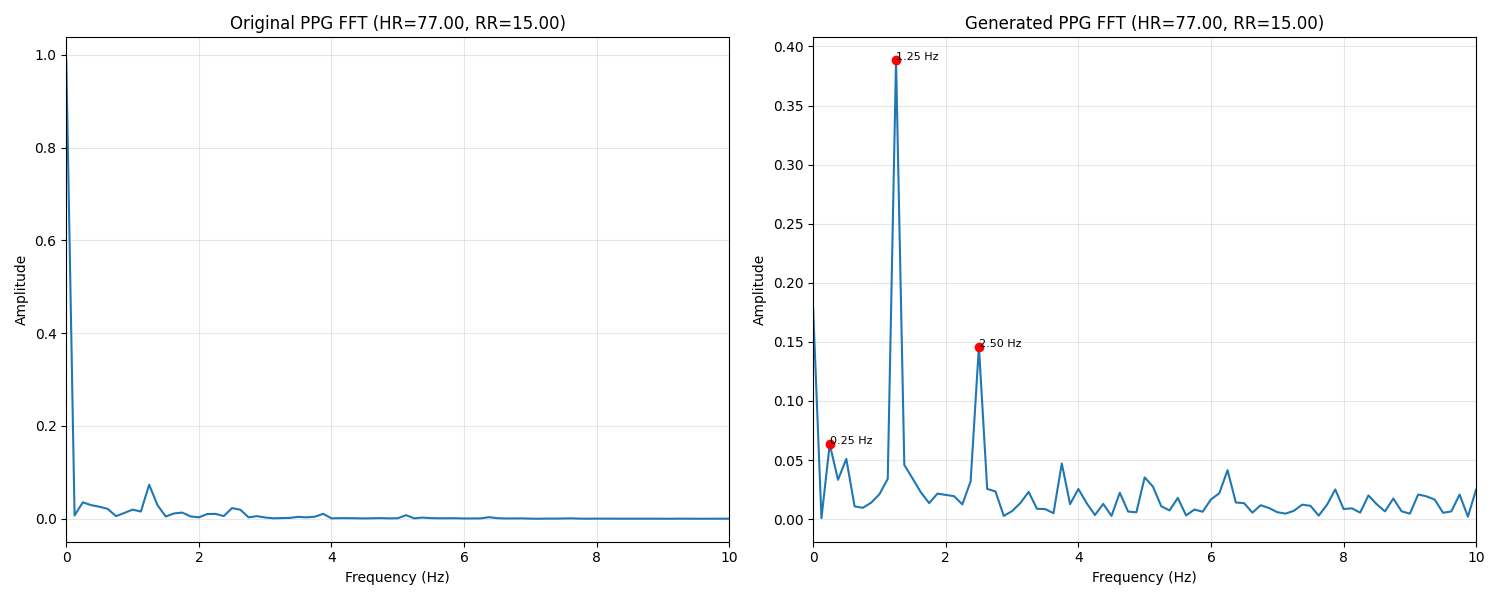 Original PPG FFT (HR=77.00, RR=15.00)
1.0
0.8
0.6
0.4
0.2
0.0
Amplitude
0 2 4 6 8 10
Frequency (Hz)
Generated PPG FFT (HR=77.00, RR=15.00)
0.40
0.35
0.30
0.25
0.20
0.15
0.10
0.05
0.00
Amplitude
1.25 Hz
2.50 Hz
0.25 Hz
0 2 4 6 8 10
Frequency (Hz)